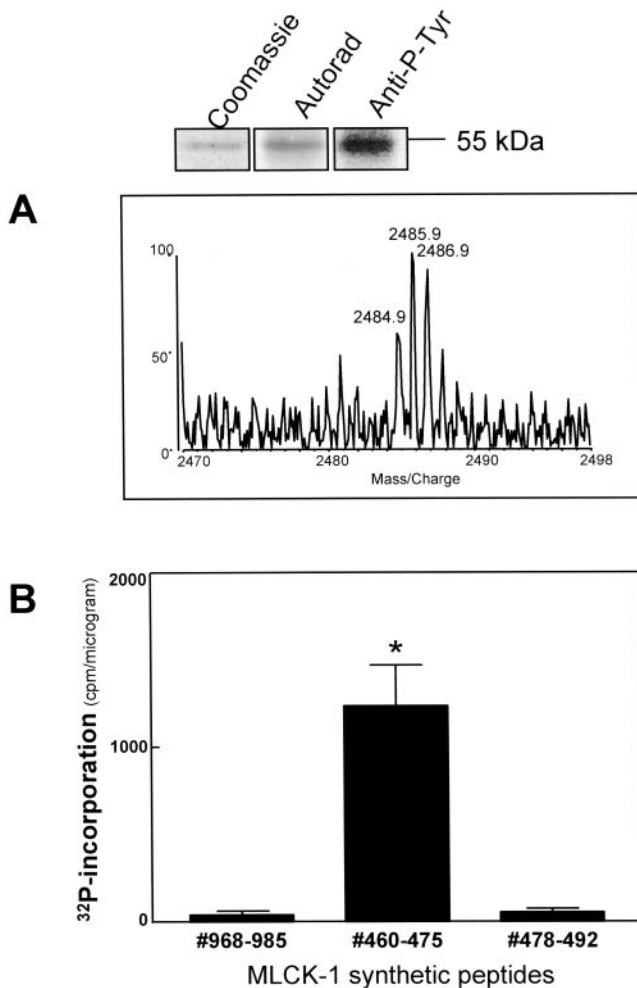 Coomassie
Autorad
Anti-P-Tyr
55 kDa
A
2485.9
2486.9
2484.9
100
50
0
2470
2480
2490
2498
Mass/Charge
B
2000
1000
0
32P-incorporation (cpm/microgram)
*
#968-985
#460-475
#478-492
MLCK-1 synthetic peptides